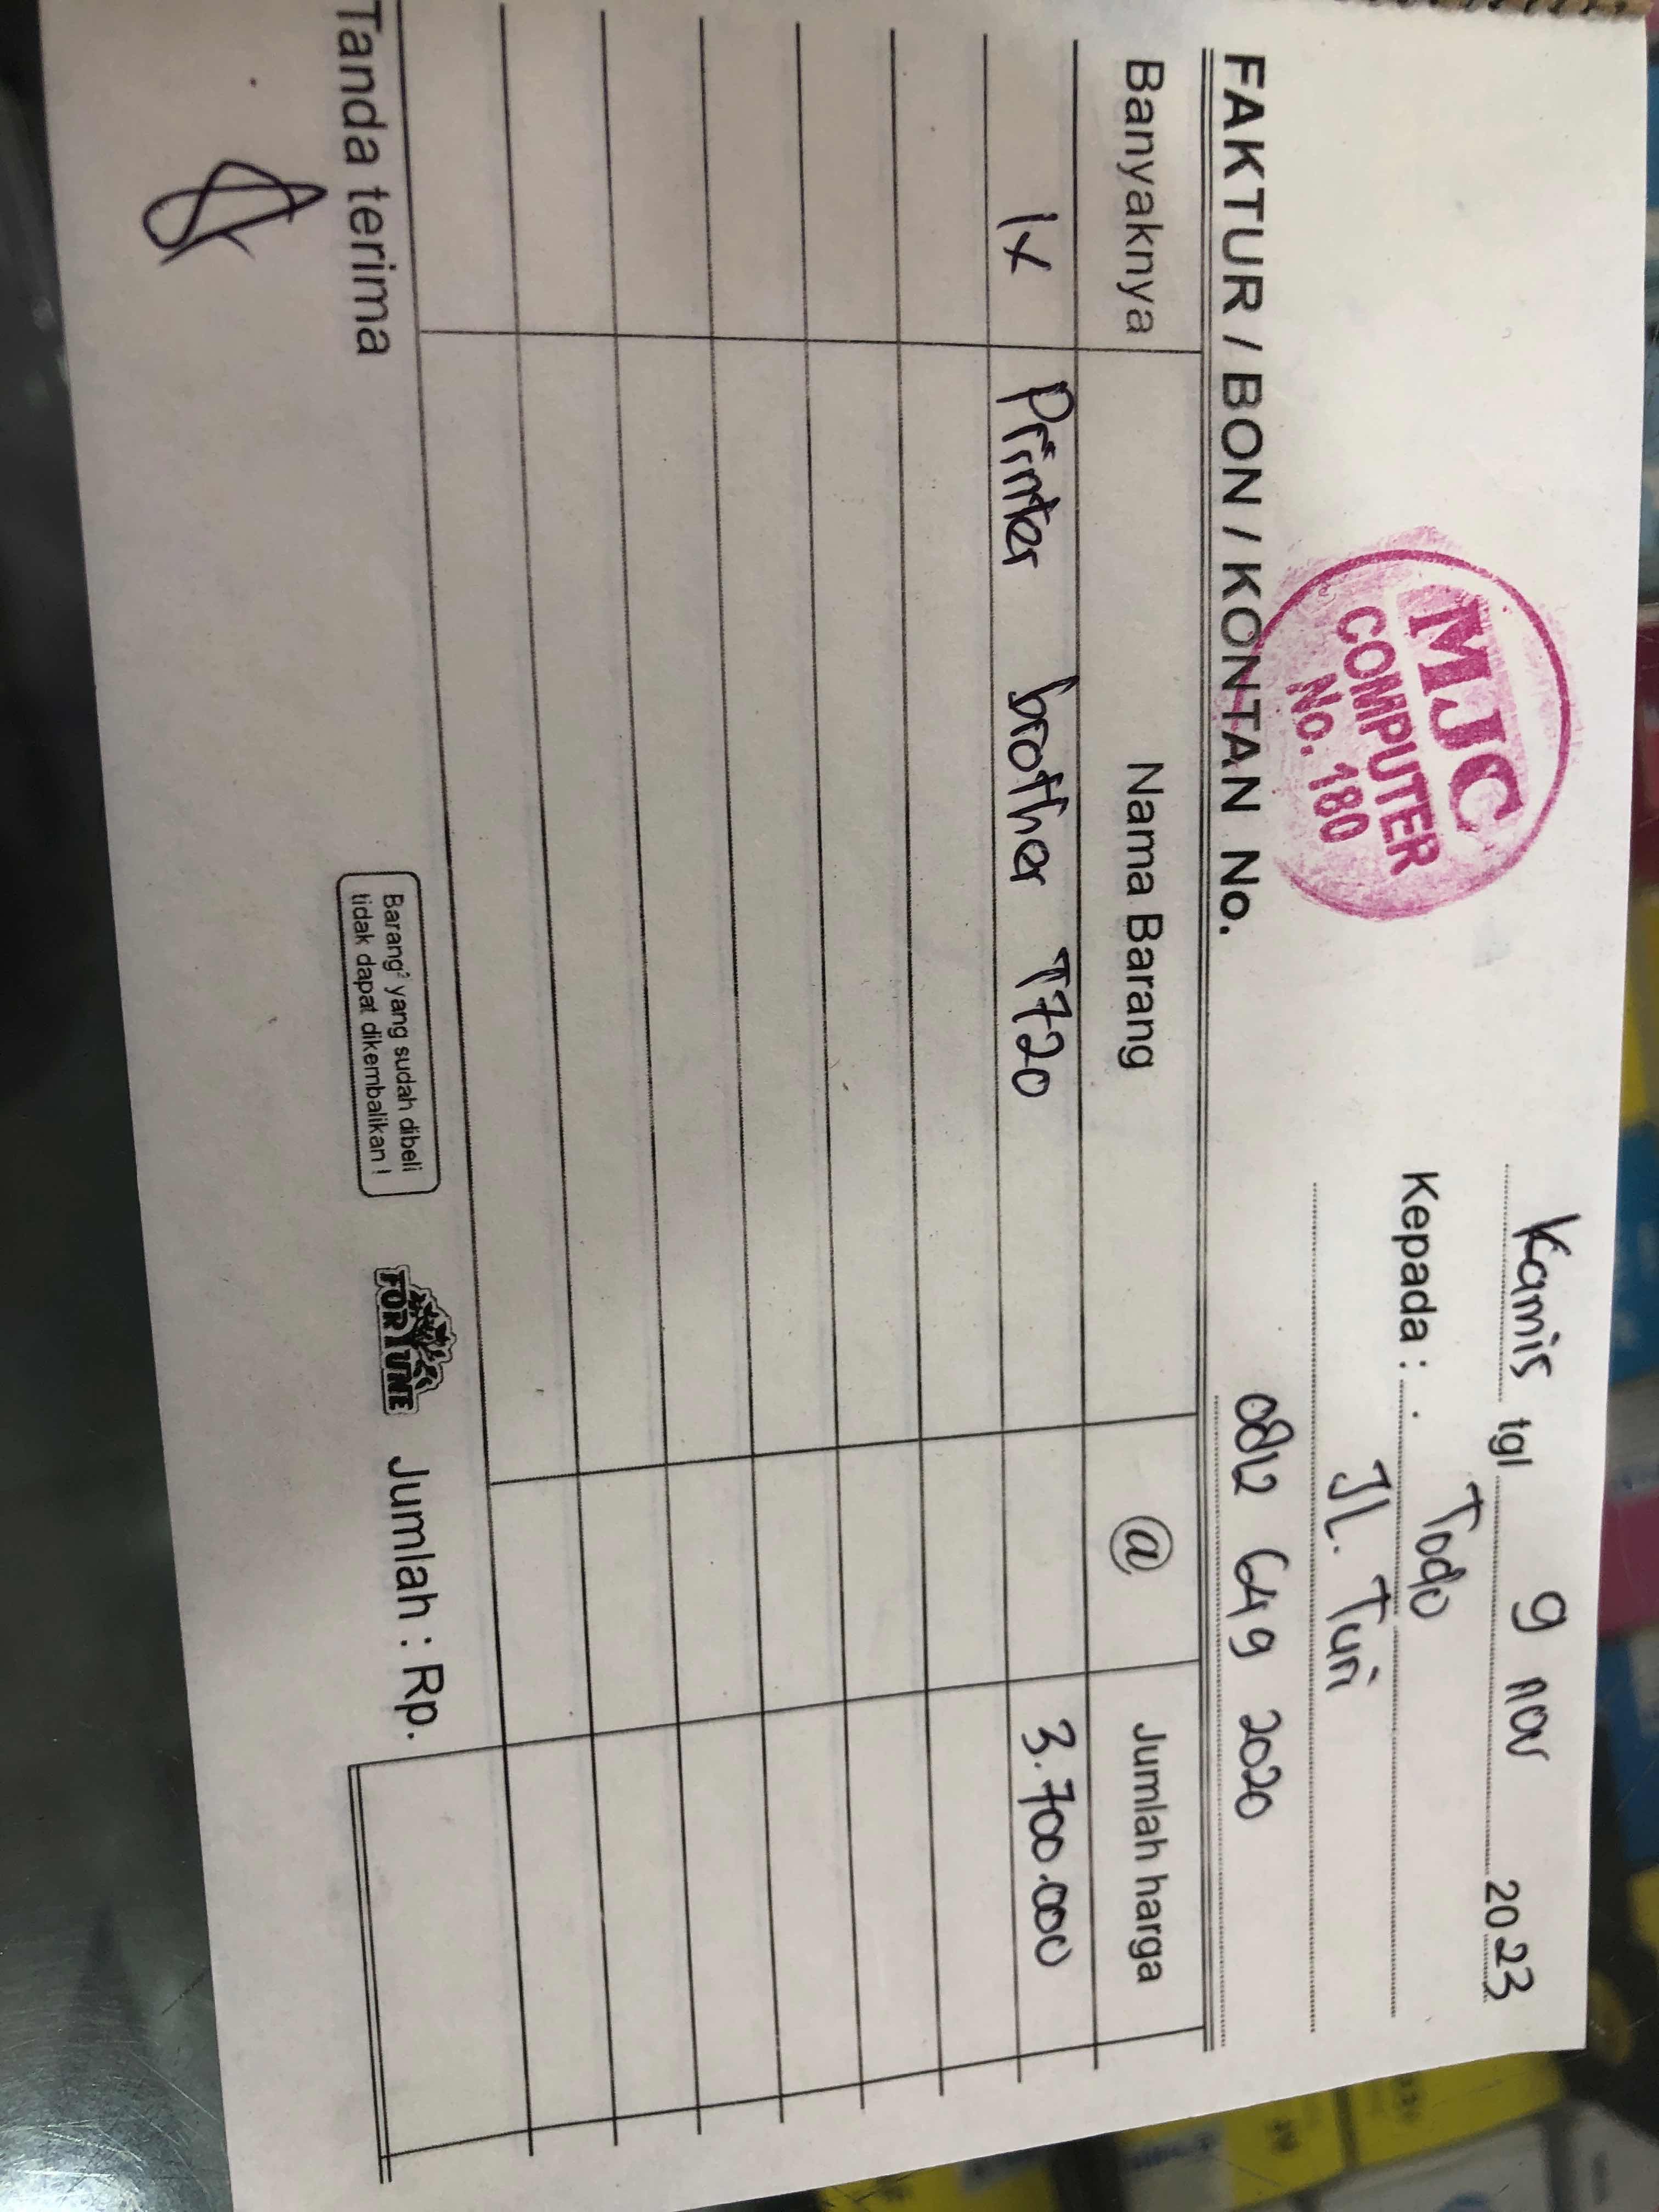 MJC
COMPUTER
No. 180
Kamis tgl 9 nov 2023
Kepada : Todo
JL. Turi
0812 649 2020
FAKTUR / BON / KONTAN No.
Banyaknya Nama Barang @ Jumlah harga
1x Printer brother T720 3.700.000
Tanda terima
Barang² yang sudah dibeli
tidak dapat dikembalikan !
FORTUNE
Jumlah : Rp.